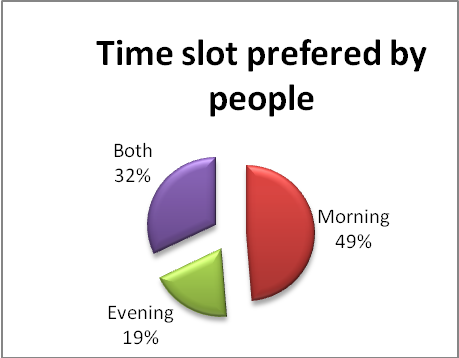 Time slot prefered by
people
Both
32%
Morning
49%
Evening
19%